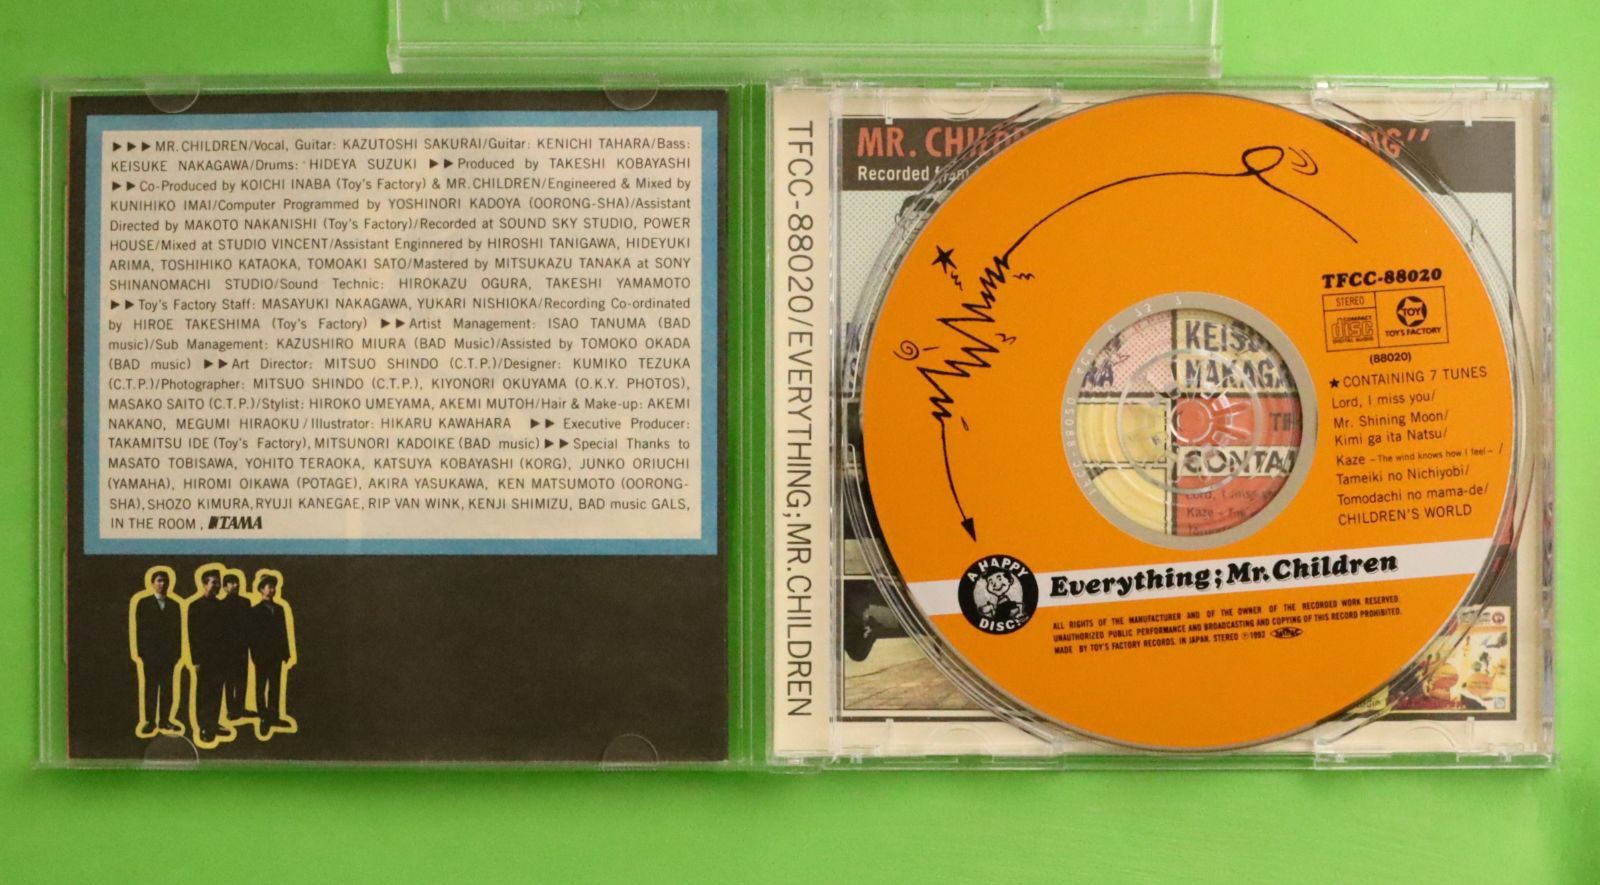 ▶▶▶MR.CHILDREN/Vocal, Guitar: KAZUTOSHI SAKURAI/Guitar: KENICHI TAHARA/Bass:
KEISUKE NAKAGAWA/Drums: HIDEYA SUZUKI ▶▶Produced by TAKESHI KOBAYASHI
▶▶Co-Produced by KOICHI INABA (Toy's Factory) & MR.CHILDREN/Engineered & Mixed by
KUNIHIKO IMAI/Computer Programmed by YOSHINORI KADOYA (OORONG-SHA)/Assistant
Directed by MAKOTO NAKANISHI (Toy's Factory)/Recorded at SOUND SKY STUDIO, POWER
HOUSE/Mixed at STUDIO VINCENT/Assistant Enginnered by HIROSHI TANIGAWA, HIDEYUKI
ARIMA, TOSHIHIKO KATAOKA, TOMOAKI SATO/Mastered by MITSUKAZU TANAKA at SONY
SHINANOMACHI STUDIO/Sound Technic: HIROKAZU OGURA, TAKESHI YAMAMOTO
▶▶Toy's Factory Staff: MASAYUKI NAKAGAWA, YUKARI NISHIOKA/Recording Co-ordinated
by HIROE TAKESHIMA (Toy's Factory) ▶▶Artist Management: ISAO TANUMA (BAD
music)/Sub Management: KAZUSHIRO MIURA (BAD Music)/Assisted by TOMOKO OKADA
(BAD music) ▶▶Art Director: MITSUO SHINDO (C.T.P.)/Designer: KUMIKO TEZUKA
(C.T.P.)/Photographer: MITSUO SHINDO (C.T.P.), KIYONORI OKUYAMA (O.K.Y. PHOTOS),
MASAKO SAITO (C.T.P.)/Stylist: HIROKO UMEYAMA, AKEMI MUTOH/Hair & Make-up: AKEMI
NAKANO, MEGUMI HIRAOKU/Illustrator: HIKARU KAWAHARA ▶▶ Executive Producer:
TAKAMITSU IDE (Toy's Factory), MITSUNORI KADOIKE (BAD music) ▶▶Special Thanks to
MASATO TOBISAWA, YOHITO TERAOKA, KATSUYA KOBAYASHI (KORG), JUNKO ORIUCHI
(YAMAHA), HIROMI OIKAWA (POTAGE), AKIRA YASUKAWA, KEN MATSUMOTO (OORONG-
SHA), SHOZO KIMURA, RYUJI KANEGAE, RIP VAN WINK, KENJI SHIMIZU, BAD music GALS,
IN THE ROOM, TAMA
TFCC-88020/EVERYTHING;MR.CHILDREN
MR. CHILD
NG"
Recorded from
TFCC-88020
STEREO
COMPACT
disc
DIGITAL AUDIO
TOY
TOY'S FACTORY
(88020)
★CONTAINING 7 TUNES
Lord, I miss you/
Mr. Shining Moon/
Kimi ga ita Natsu/
Kaze ~The wind knows how I feel~ /
Tameiki no Nichiyobi/
Tomodachi no mama-de/
CHILDREN'S WORLD
KEISU
NAKAGA
CONTA
Lord, I miss
Kaze ~The
A HAPPY
DISC
Everything;Mr.Children
ALL RIGHTS OF THE MANUFACTURER AND OF THE OWNER OF THE RECORDED WORK RESERVED.
UNAUTHORIZED PUBLIC PERFORMANCE AND BROADCASTING AND COPYING OF THIS RECORD PROHIBITED.
MADE BY TOY'S FACTORY RECORDS. IN JAPAN. STEREO Ⓟ1992